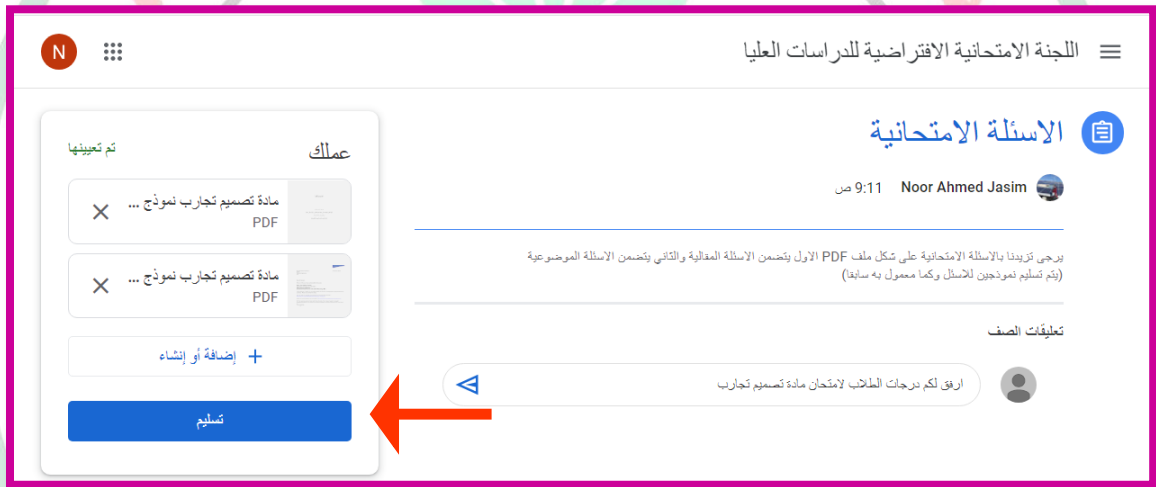 اللجنة الامتحانية الافتراضية للدراسات العليا
N
الاسئلة الامتحانية
Noor Ahmed Jasim 9:11 ص
يرجى تزيدنا بالاسئلة الامتحانية على شكل ملف PDF الاول يتضمن الاسئلة المقالية والثاني يتضمن الاسئلة الموضوعية
(يتم تسليم نموذجين للاسئل وكما معمول به سابقا)
تعليقات الصف
ارفق لكم درجات الطلاب لامتحان مادة تصميم تجارب
عملك
تم تعيينها
مادة تصميم تجارب نموذج ...
PDF
مادة تصميم تجارب نموذج ...
PDF
+ إضافة أو إنشاء
تسليم